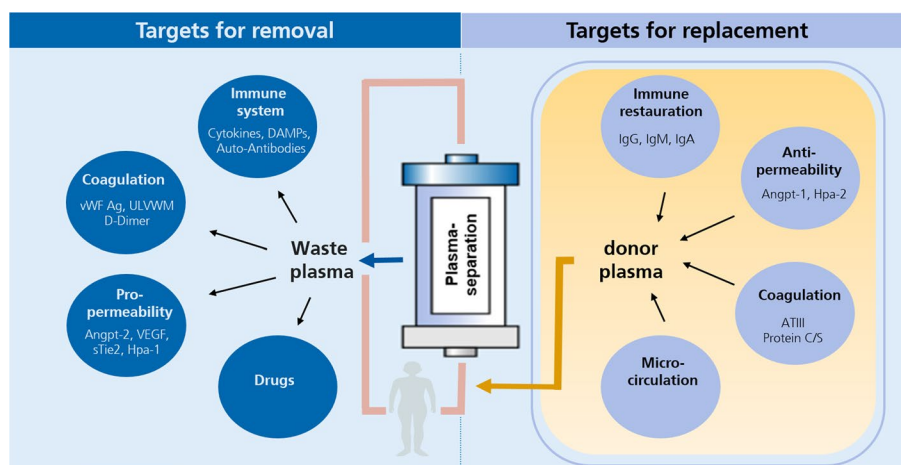 Targets for removal
Targets for replacement
Immune
system
Cytokines, DAMPs,
Auto-Antibodies
Coagulation
vWF Ag, ULVWM
D-Dimer
Pro-
permeability
Angpt-2, VEGF,
sTie2, Hpa-1
Drugs
Waste
plasma
Plasma-
separation
Immune
restauration
IgG, IgM, IgA
Anti-
permeability
Angpt-1, Hpa-2
donor
plasma
Coagulation
ATIII
Protein C/S
Micro-
circulation